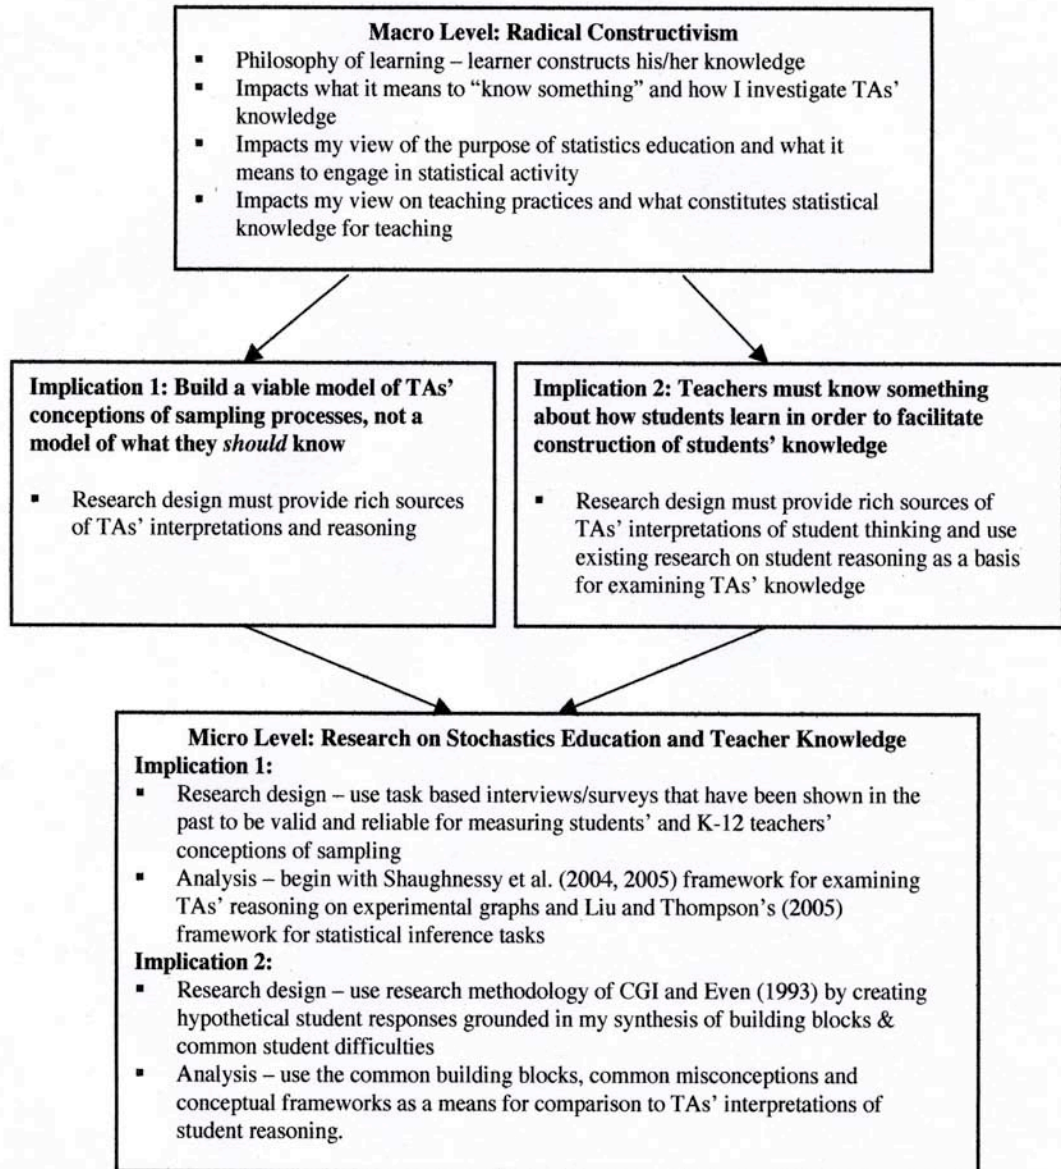 Macro Level: Radical Constructivism
▪ Philosophy of learning – learner constructs his/her knowledge
▪ Impacts what it means to “know something” and how I investigate TAs’
knowledge
▪ Impacts my view of the purpose of statistics education and what it
means to engage in statistical activity
▪ Impacts my view on teaching practices and what constitutes statistical
knowledge for teaching
Implication 1: Build a viable model of TAs’
conceptions of sampling processes, not a
model of what they should know
▪ Research design must provide rich sources
of TAs’ interpretations and reasoning
Implication 2: Teachers must know something
about how students learn in order to facilitate
construction of students’ knowledge
▪ Research design must provide rich sources of
TAs’ interpretations of student thinking and use
existing research on student reasoning as a basis
for examining TAs’ knowledge
Micro Level: Research on Stochastics Education and Teacher Knowledge
Implication 1:
▪ Research design – use task based interviews/surveys that have been shown in the
past to be valid and reliable for measuring students’ and K-12 teachers’
conceptions of sampling
▪ Analysis – begin with Shaughnessy et al. (2004, 2005) framework for examining
TAs’ reasoning on experimental graphs and Liu and Thompson’s (2005)
framework for statistical inference tasks
Implication 2:
▪ Research design – use research methodology of CGI and Even (1993) by creating
hypothetical student responses grounded in my synthesis of building blocks &
common student difficulties
▪ Analysis – use the common building blocks, common misconceptions and
conceptual frameworks as a means for comparison to TAs’ interpretations of
student reasoning.